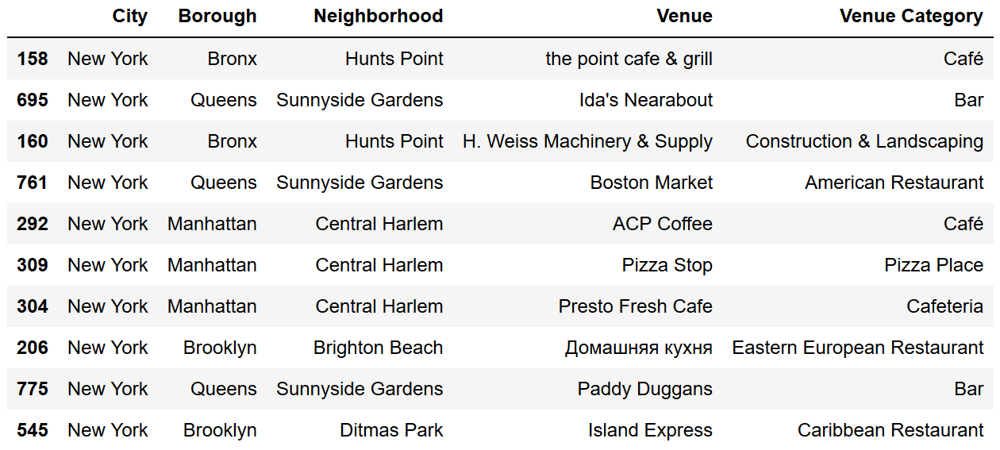 City Borough Neighborhood Venue Venue Category
158 New York Bronx Hunts Point the point cafe & grill Café
695 New York Queens Sunnyside Gardens Ida's Nearabout Bar
160 New York Bronx Hunts Point H. Weiss Machinery & Supply Construction & Landscaping
761 New York Queens Sunnyside Gardens Boston Market American Restaurant
292 New York Manhattan Central Harlem ACP Coffee Café
309 New York Manhattan Central Harlem Pizza Stop Pizza Place
304 New York Manhattan Central Harlem Presto Fresh Cafe Cafeteria
206 New York Brooklyn Brighton Beach Домашняя кухня Eastern European Restaurant
775 New York Queens Sunnyside Gardens Paddy Duggans Bar
545 New York Brooklyn Ditmas Park Island Express Caribbean Restaurant